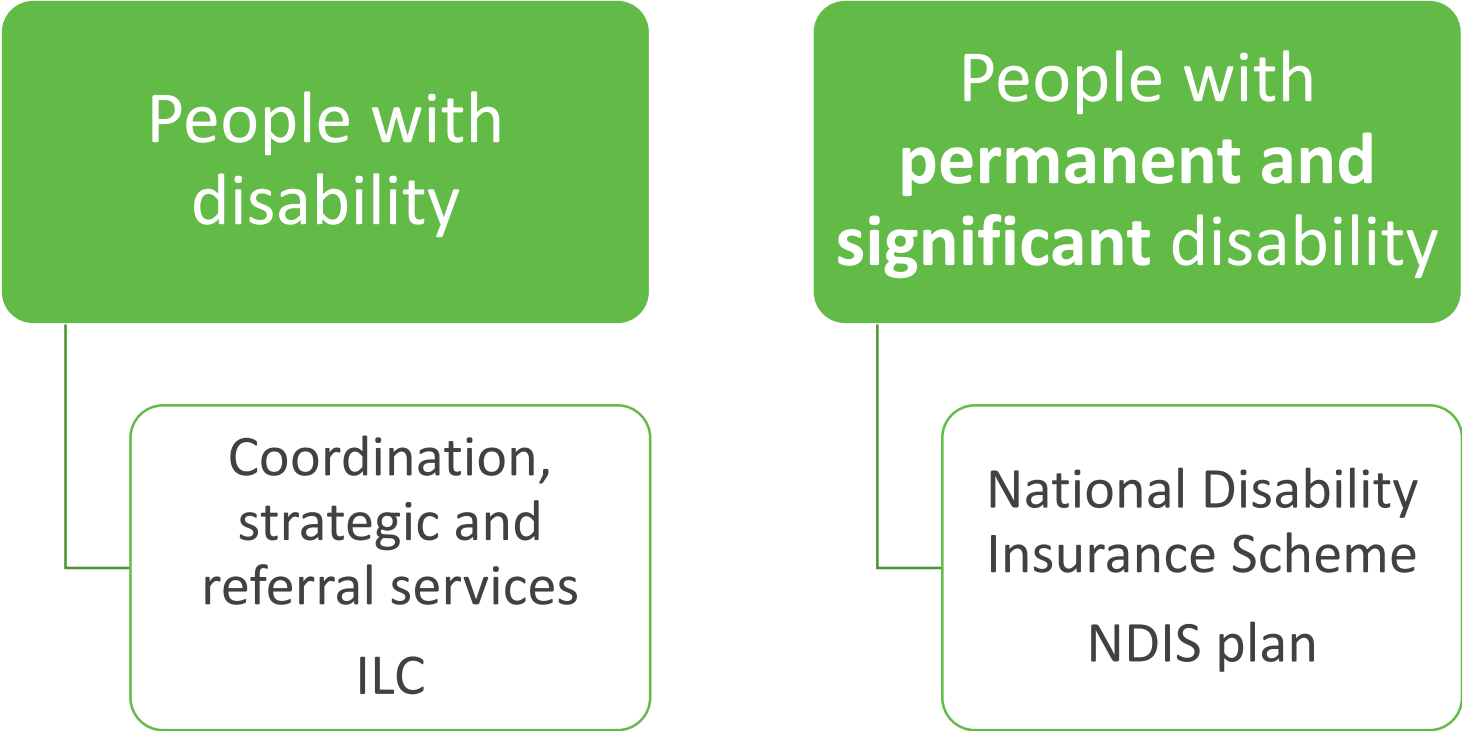 People with
disability
Coordination,
strategic and
referral services
ILC
People with
permanent and
significant disability
National Disability
Insurance Scheme
NDIS plan